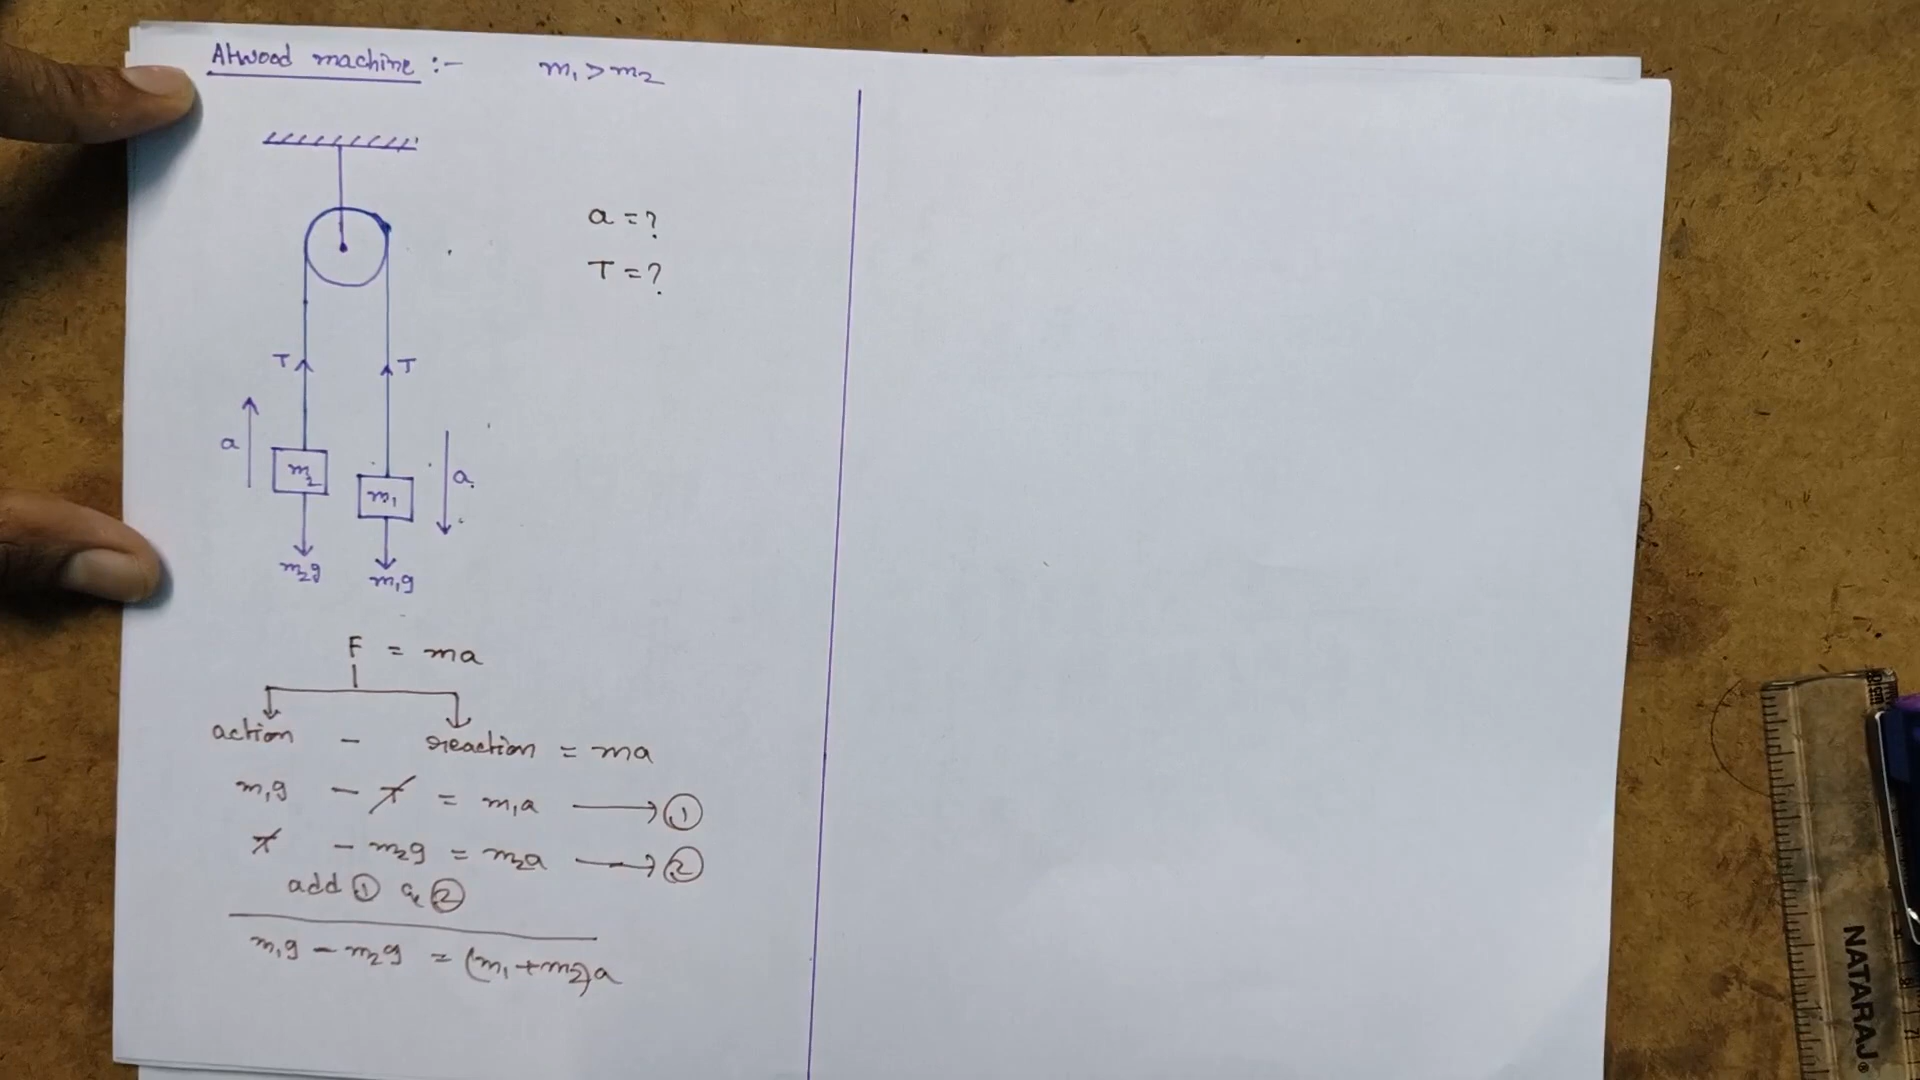 Atwood machine :- m₁ > m₂
a = ?
T = ?
T T
a m₂ m₁ a
m₂g m₁g
F = ma
action - reaction = ma
m₁g - T = m₁a → ①
T - m₂g = m₂a → ②
add ① & ②
m₁g - m₂g = (m₁+m₂)a
NATARAJ®